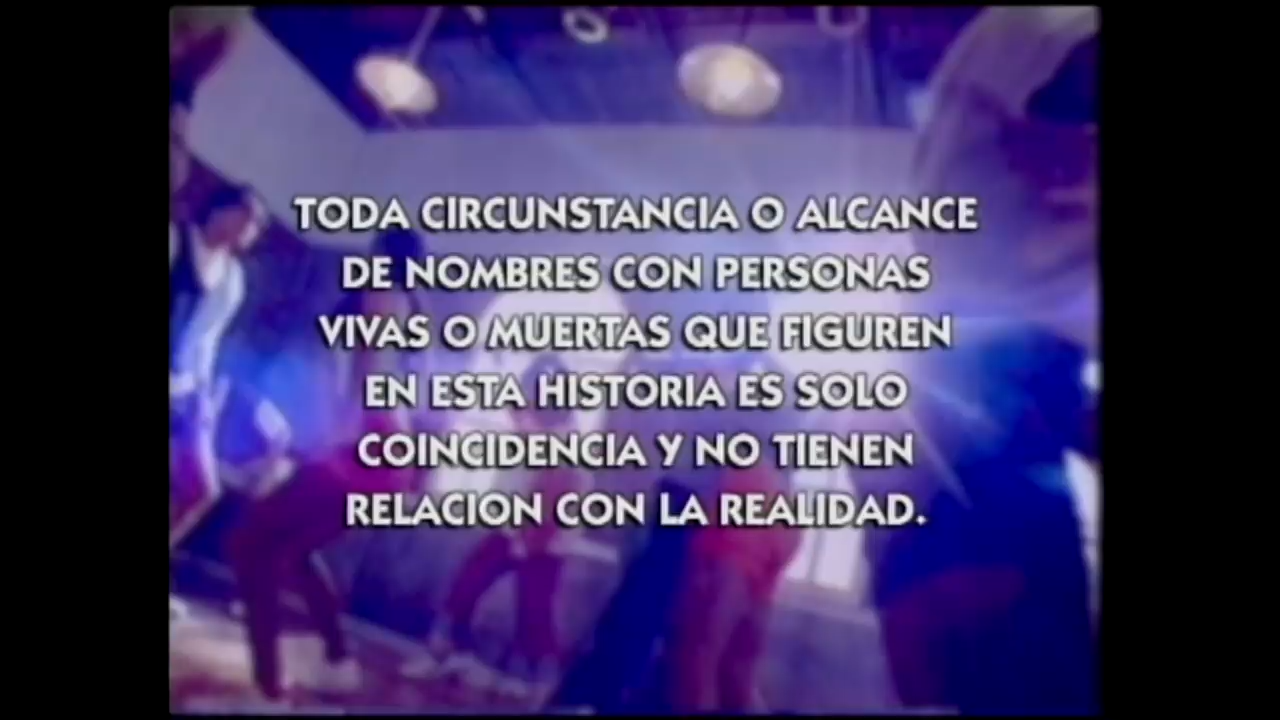 TODA CIRCUNSTANCIA O ALCANCE
DE NOMBRES CON PERSONAS
VIVAS O MUERTAS QUE FIGUREN
EN ESTA HISTORIA ES SOLO
COINCIDENCIA Y NO TIENEN
RELACION CON LA REALIDAD.